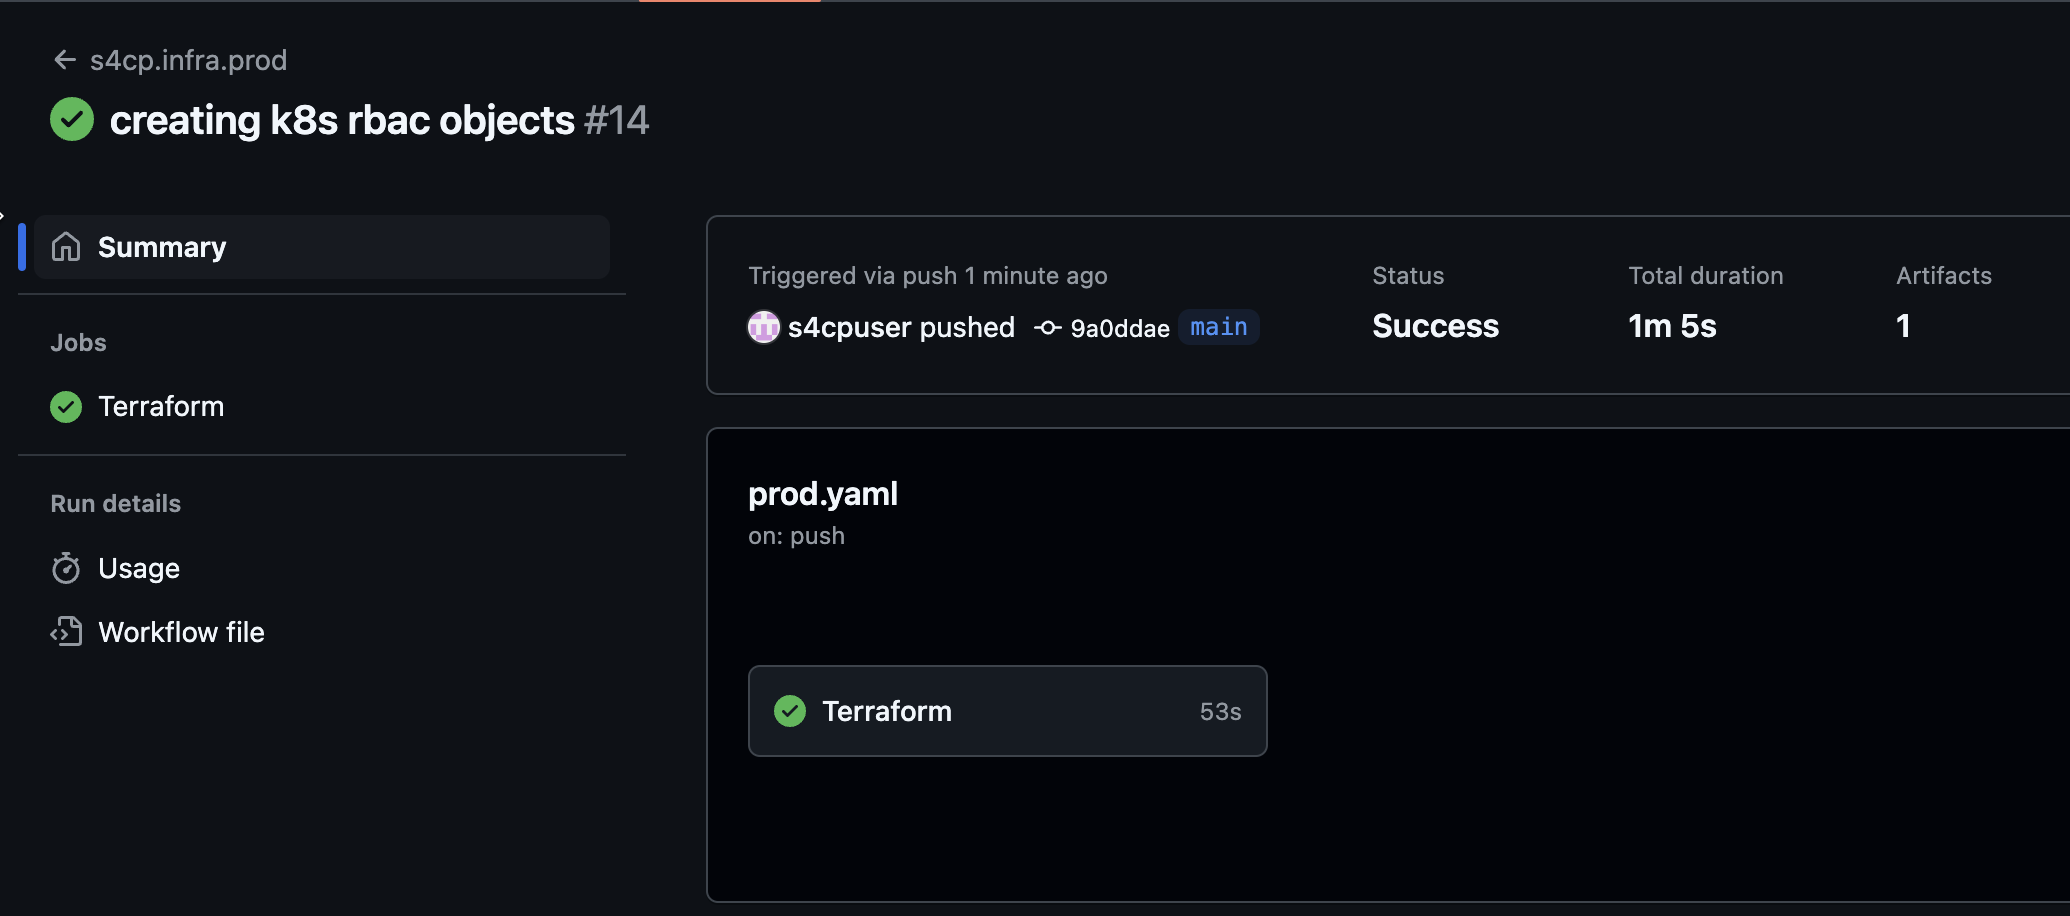 s4cp.infra.prod
creating k8s rbac objects #14
Summary
Jobs
Terraform
Run details
Usage
Workflow file
Triggered via push 1 minute ago
s4cpuser pushed 9a0ddae main
Status
Success
Total duration
1m 5s
Artifacts
1
prod.yaml
on: push
Terraform 53s